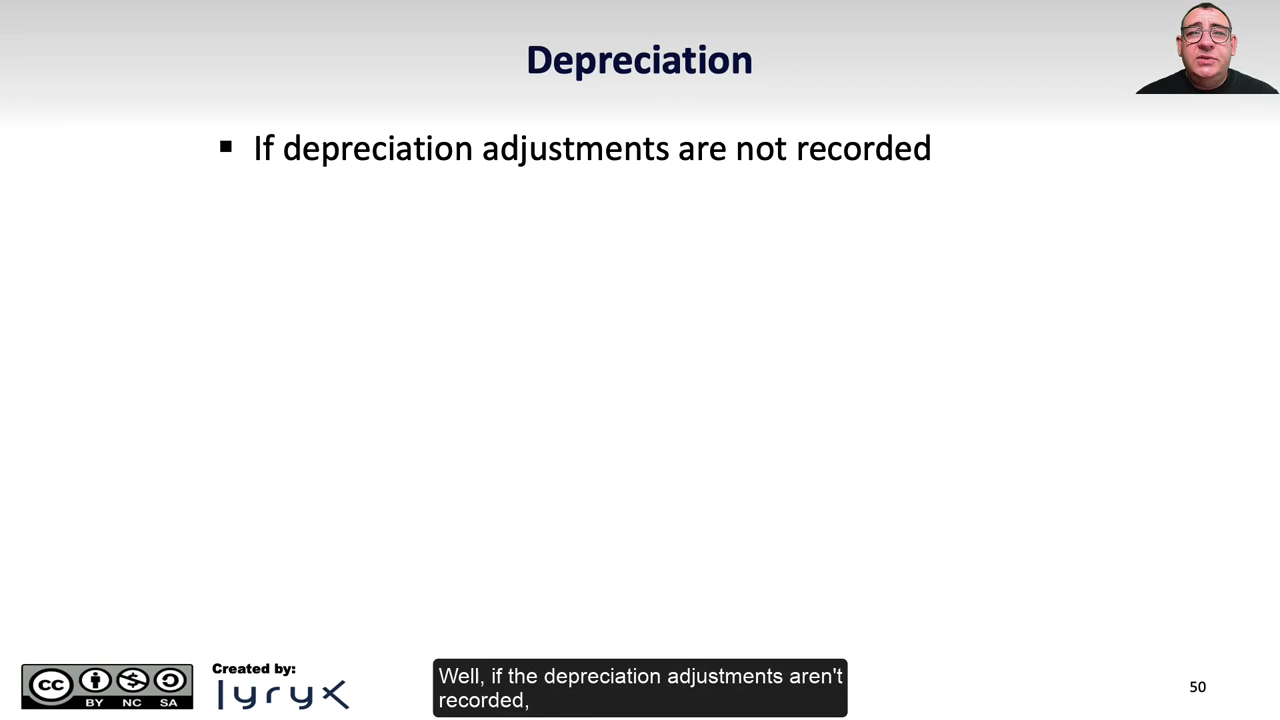 Depreciation
▪ If depreciation adjustments are not recorded
cc
BY NC SA
Created by:
lyryx
Well, if the depreciation adjustments aren't
recorded,
50